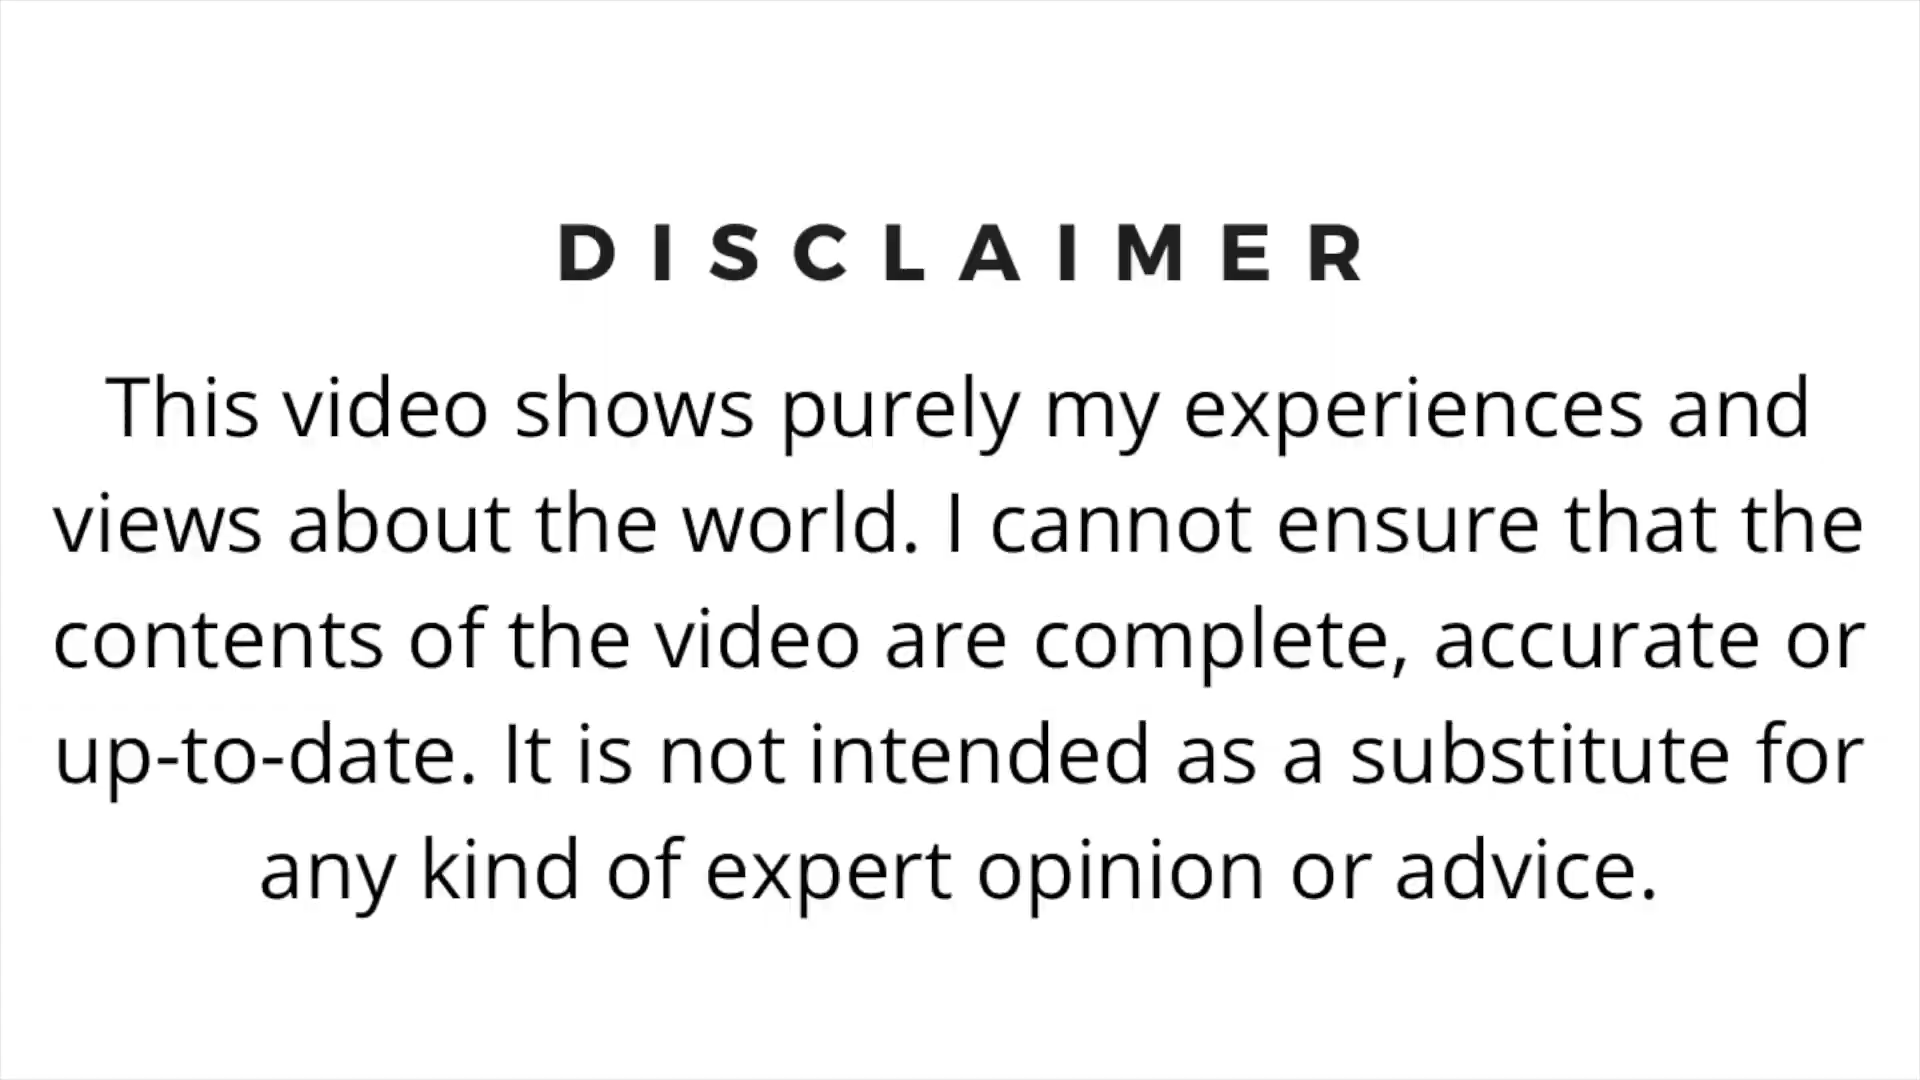 DISCLAIMER
This video shows purely my experiences and
views about the world. I cannot ensure that the
contents of the video are complete, accurate or
up-to-date. It is not intended as a substitute for
any kind of expert opinion or advice.